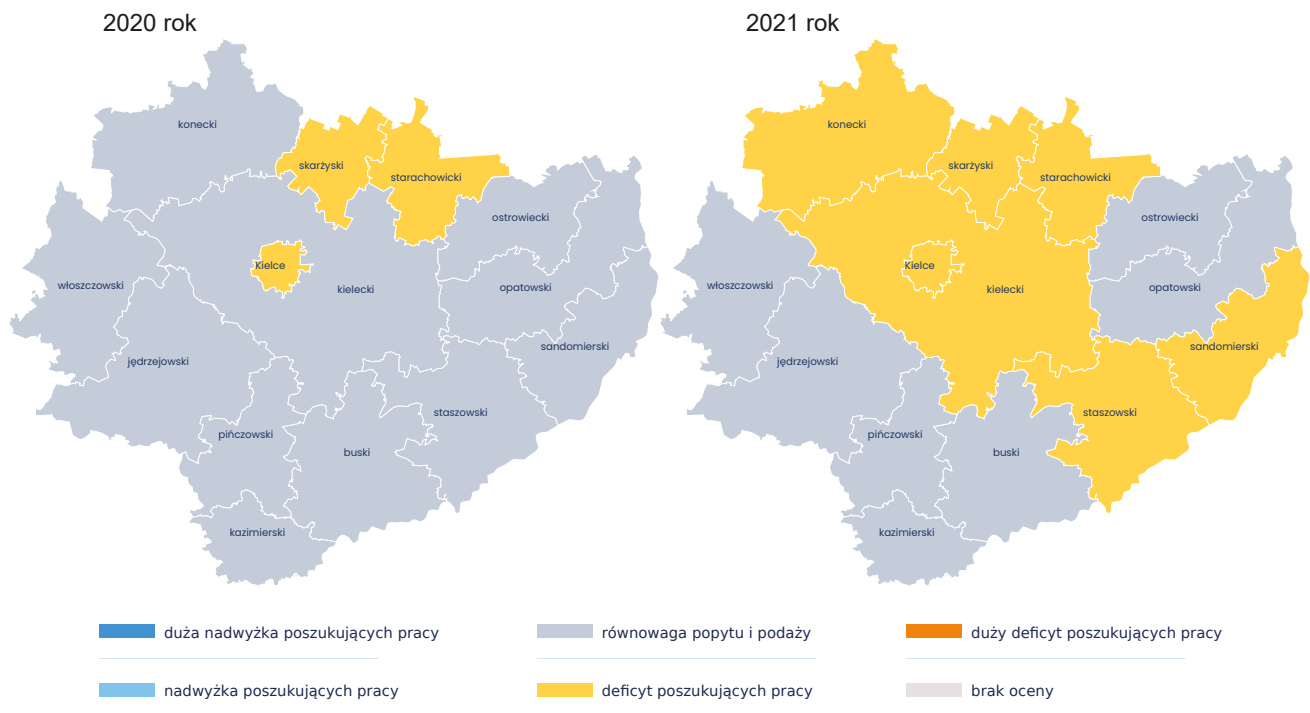 2020 rok
2021 rok
konecki
skarżyski
starachowicki
ostrowiecki
Kielce
włoszczowski
kielecki
opatowski
sandomierski
jędrzejowski
staszowski
pińczowski
buski
kazimierski
konecki
skarżyski
starachowicki
ostrowiecki
Kielce
włoszczowski
kielecki
opatowski
sandomierski
jędrzejowski
staszowski
pińczowski
buski
kazimierski
duża nadwyżka poszukujących pracy
równowaga popytu i podaży
duży deficyt poszukujących pracy
nadwyżka poszukujących pracy
deficyt poszukujących pracy
brak oceny